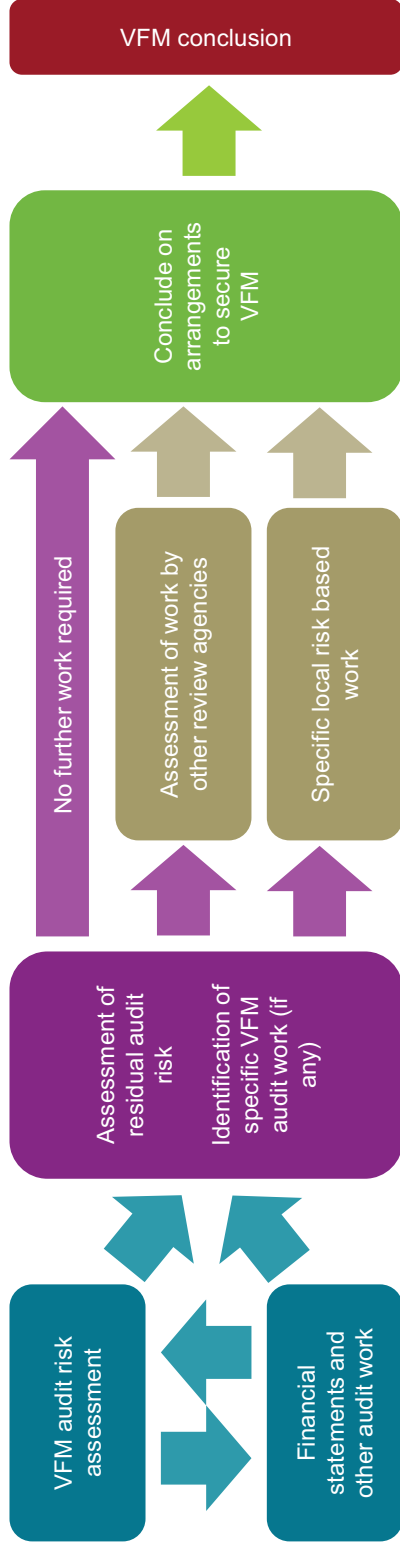 VFM audit risk
assessment
Financial
statements and
other audit work
Assessment of
residual audit
risk
Identification of
specific VFM
audit work (if
any)
No further work required
Assessment of work by
other review agencies
Specific local risk based
work
Conclude on
arrangements
to secure
VFM
VFM conclusion